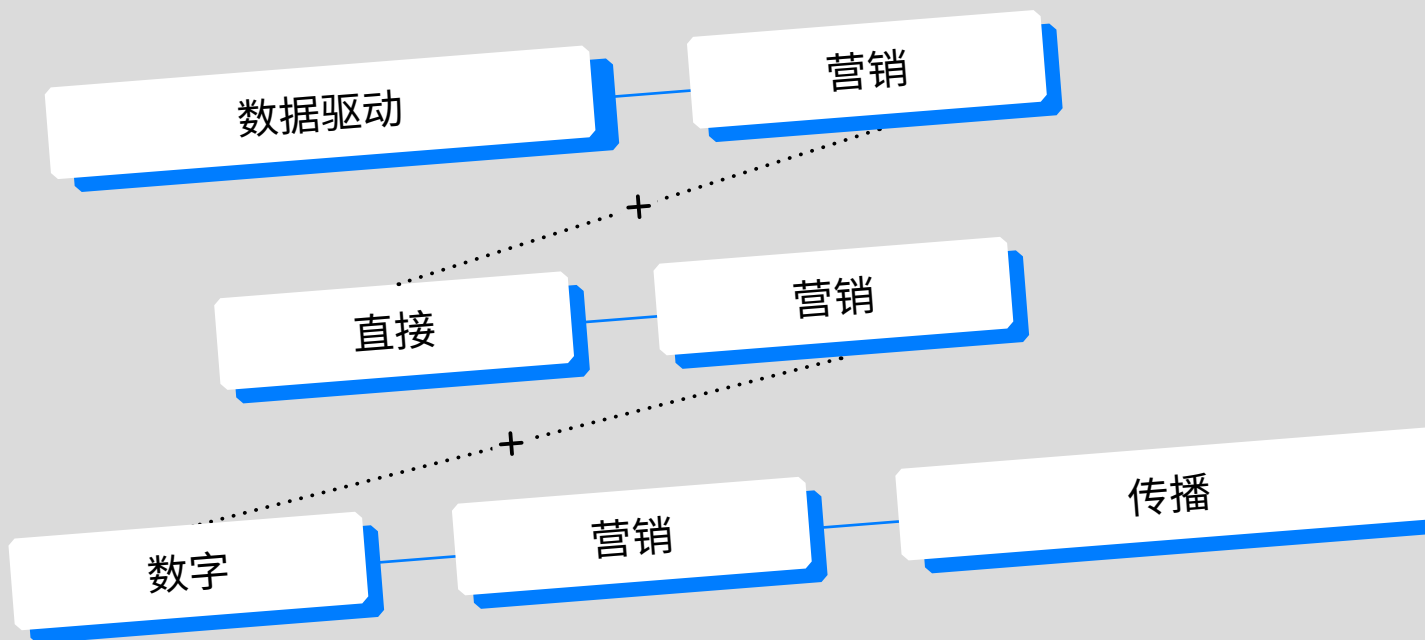 数据驱动 营销
+
直接 营销
+
数字 营销 传播